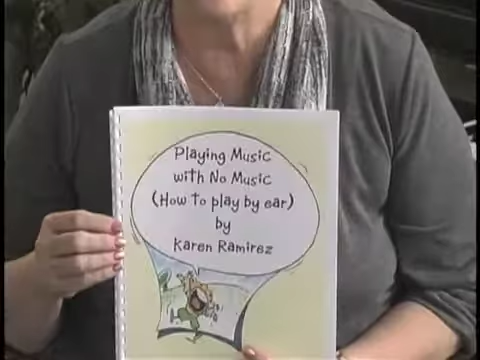 Playing Music
with No Music
(How to play by ear)
by
Karen Ramirez